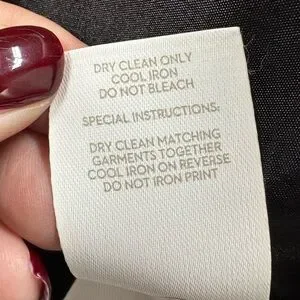 DRY CLEAN ONLY
COOL IRON
DO NOT BLEACH
SPECIAL INSTRUCTIONS:
DRY CLEAN MATCHING
GARMENTS TOGETHER
COOL IRON ON REVERSE
DO NOT IRON PRINT